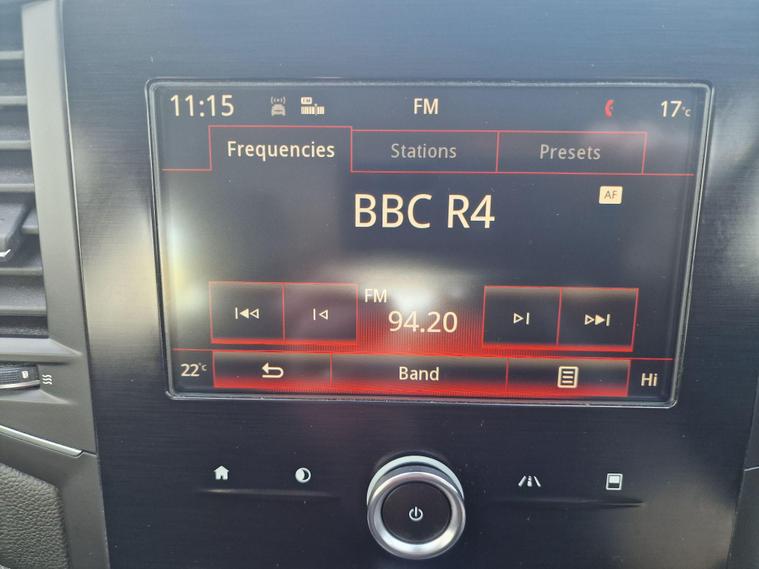 11:15 FM 17°C
Frequencies Stations Presets
AF
BBC R4
FM
94.20
22°C Band Hi